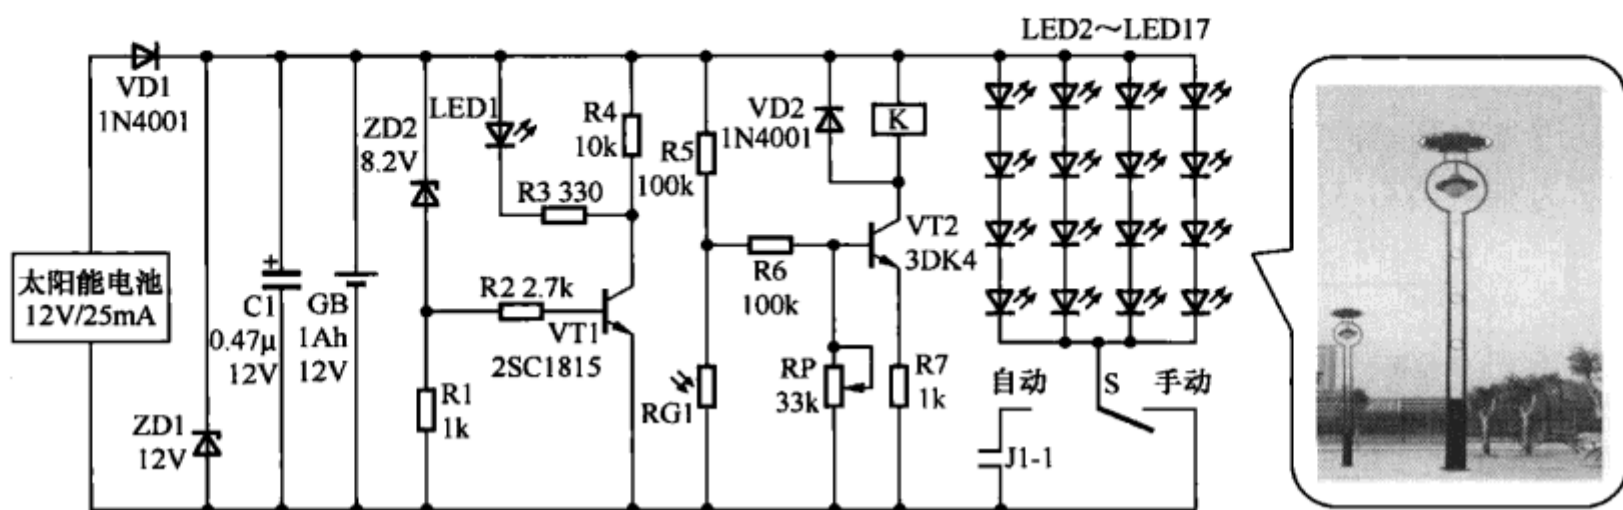 LED2～LED17
VD1
1N4001
ZD2
8.2V
LED1
R4
10k
R3 330
R5
100k
VD2
1N4001
K
太阳能电池
12V/25mA
C1
0.47μ
12V
GB
1Ah
12V
R2 2.7k
VT1
2SC1815
R6
100k
VT2
3DK4
ZD1
12V
R1
1k
RG1
RP
33k
R7
1k
自动
S
手动
J1-1